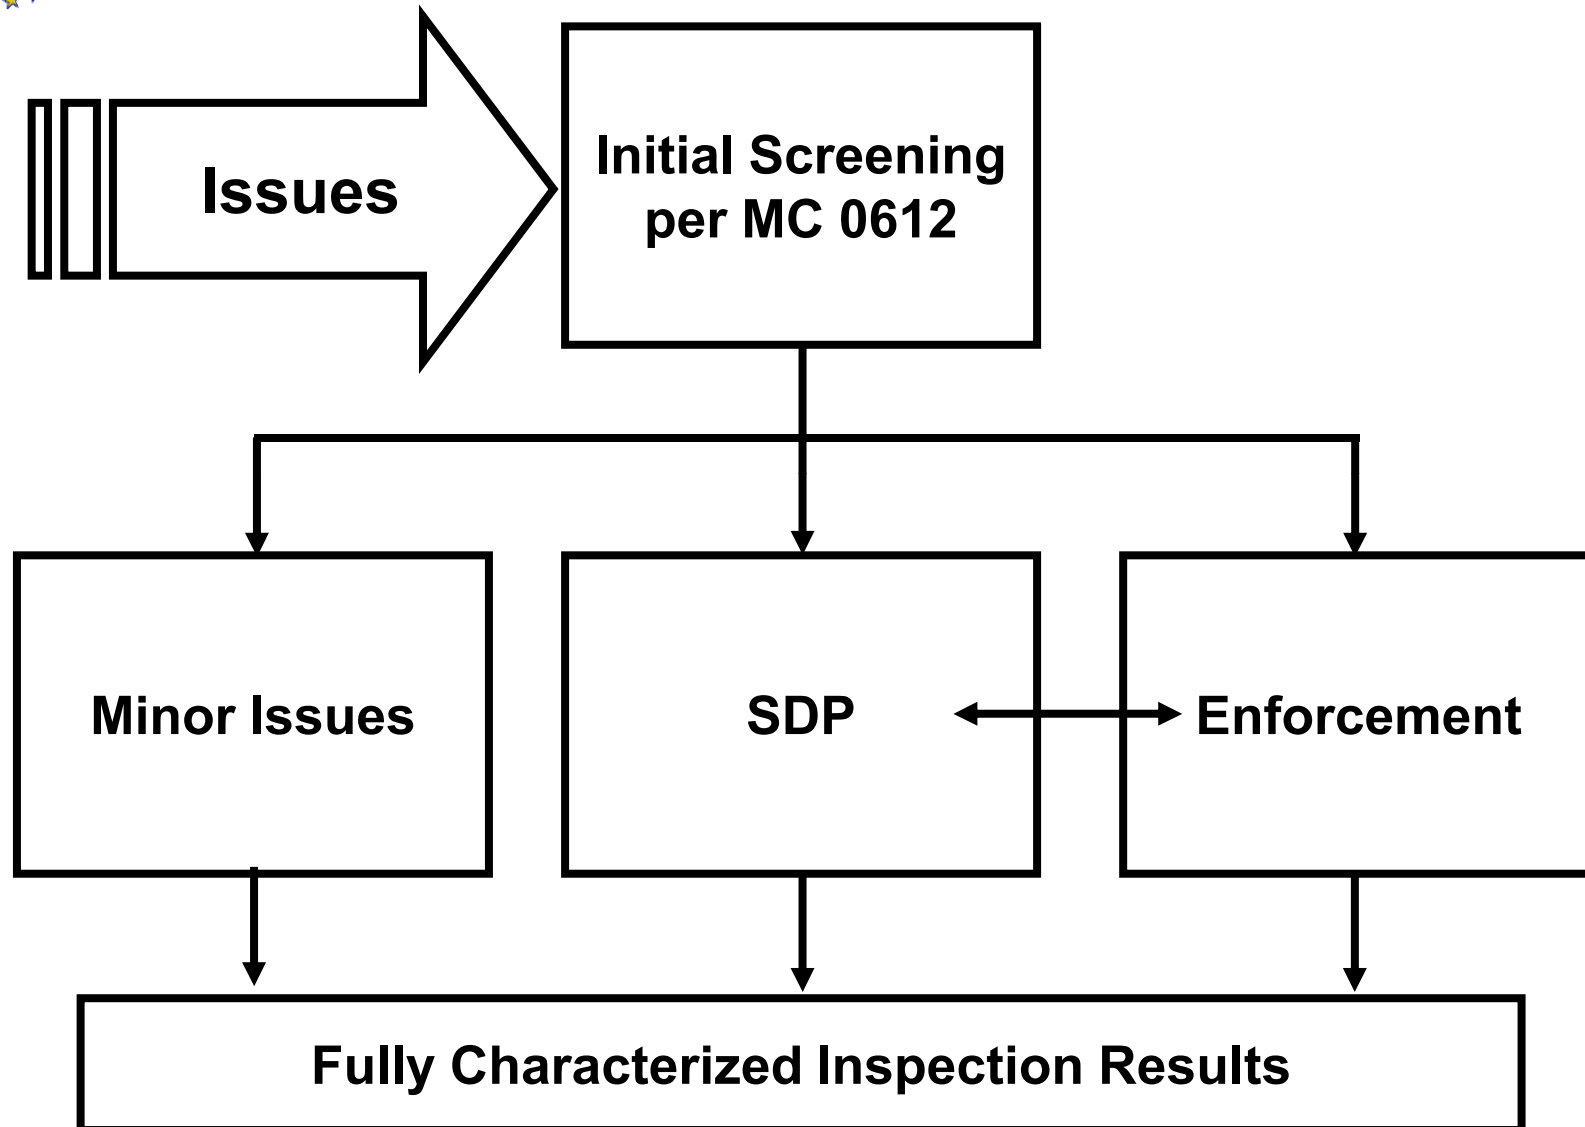 Issues
Initial Screening
per MC 0612
Minor Issues
SDP
Enforcement
Fully Characterized Inspection Results